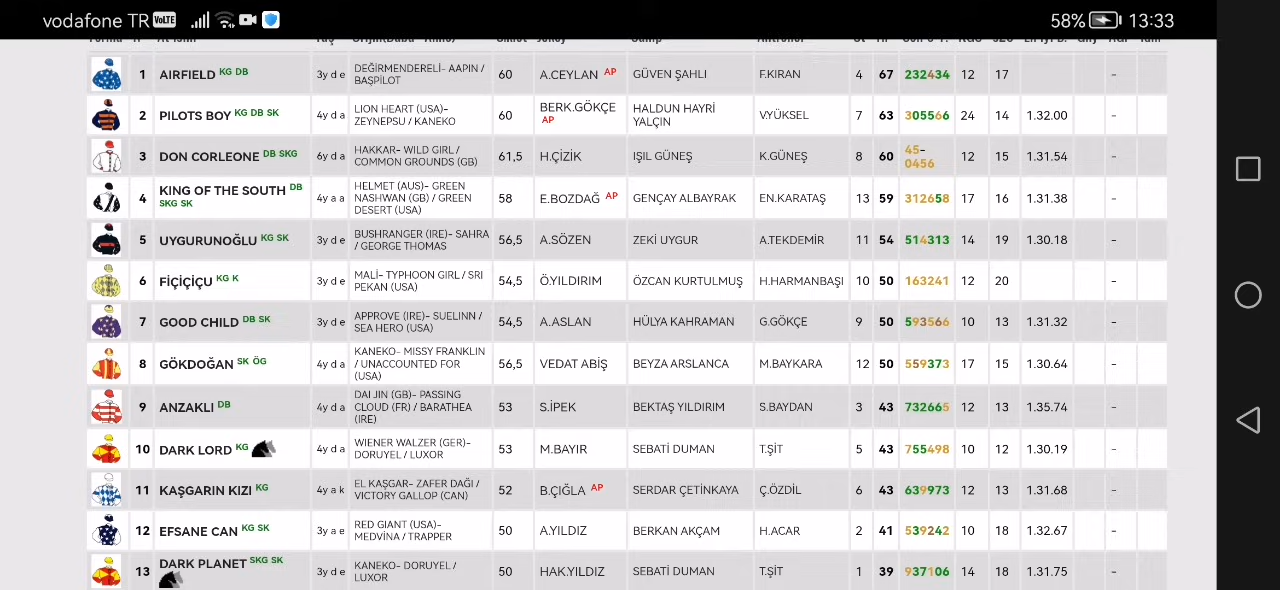 vodafone TR VoLTE 58% 13:33
1 AIRFIELD KG DB 3y d e DEĞİRMENDERELİ- AAPIN / BAŞPİLOT 60 A.CEYLAN AP GÜVEN ŞAHLI F.KIRAN 4 67 232434 12 17 -
2 PILOTS BOY KG DB SK 4y d a LION HEART (USA)- ZEYNEPSU / KANEKO 60 BERK.GÖKÇE AP HALDUN HAYRİ YALÇIN V.YÜKSEL 7 63 305566 24 14 1.32.00 -
3 DON CORLEONE DB SKG 6y d a HAKKAR- WILD GIRL / COMMON GROUNDS (GB) 61,5 H.ÇİZİK IŞIL GÜNEŞ K.GÜNEŞ 8 60 45-0456 12 15 1.31.54 -
4 KING OF THE SOUTH DB SKG SK 4y a a HELMET (AUS)- GREEN NASHWAN (GB) / GREEN DESERT (USA) 58 E.BOZDAĞ AP GENÇAY ALBAYRAK EN.KARATAŞ 13 59 312658 17 16 1.31.38 -
5 UYGURUNOĞLU KG SK 3y d e BUSHRANGER (IRE)- SAHRA / GEORGE THOMAS 56,5 A.SÖZEN ZEKİ UYGUR A.TEKDEMİR 11 54 514313 14 19 1.30.18 -
6 FİÇİÇİÇU KG K 3y d e MALİ- TYPHOON GIRL / SRI PEKAN (USA) 54,5 Ö.YILDIRIM ÖZCAN KURTULMUŞ H.HARMANBAŞI 10 50 163241 12 20 -
7 GOOD CHILD DB SK 3y d e APPROVE (IRE)- SUELINN / SEA HERO (USA) 54,5 A.ASLAN HÜLYA KAHRAMAN G.GÖKÇE 9 50 593566 10 13 1.31.32 -
8 GÖKDOĞAN SK ÖG 4y d a KANEKO- MISSY FRANKLIN / UNACCOUNTED FOR (USA) 56,5 VEDAT ABİŞ BEYZA ARSLANCA M.BAYKARA 12 50 559373 17 15 1.30.64 -
9 ANZAKLI DB 4y d a DAI JIN (GB)- PASSING CLOUD (FR) / BARATHEA (IRE) 53 S.İPEK BEKTAŞ YILDIRIM S.BAYDAN 3 43 732665 12 13 1.35.74 -
10 DARK LORD KG 4y d a WIENER WALZER (GER)- DORUYEL / LUXOR 53 M.BAYIR SEBATİ DUMAN T.ŞİT 5 43 755498 10 12 1.30.19 -
11 KAŞGARIN KIZI KG 4y a k EL KAŞGAR- ZAFER DAĞI / VICTORY GALLOP (CAN) 52 B.ÇIĞLA AP SERDAR ÇETİNKAYA Ç.ÖZDİL 6 43 639973 12 13 1.31.68 -
12 EFSANE CAN KG SK 3y a e RED GIANT (USA)- MEDVİNA / TRAPPER 50 A.YILDIZ BERKAN AKÇAM H.ACAR 2 41 539242 10 18 1.32.67 -
13 DARK PLANET SKG SK 3y d e KANEKO- DORUYEL / LUXOR 50 HAK.YILDIZ SEBATİ DUMAN T.ŞİT 1 39 937106 14 18 1.31.75 -